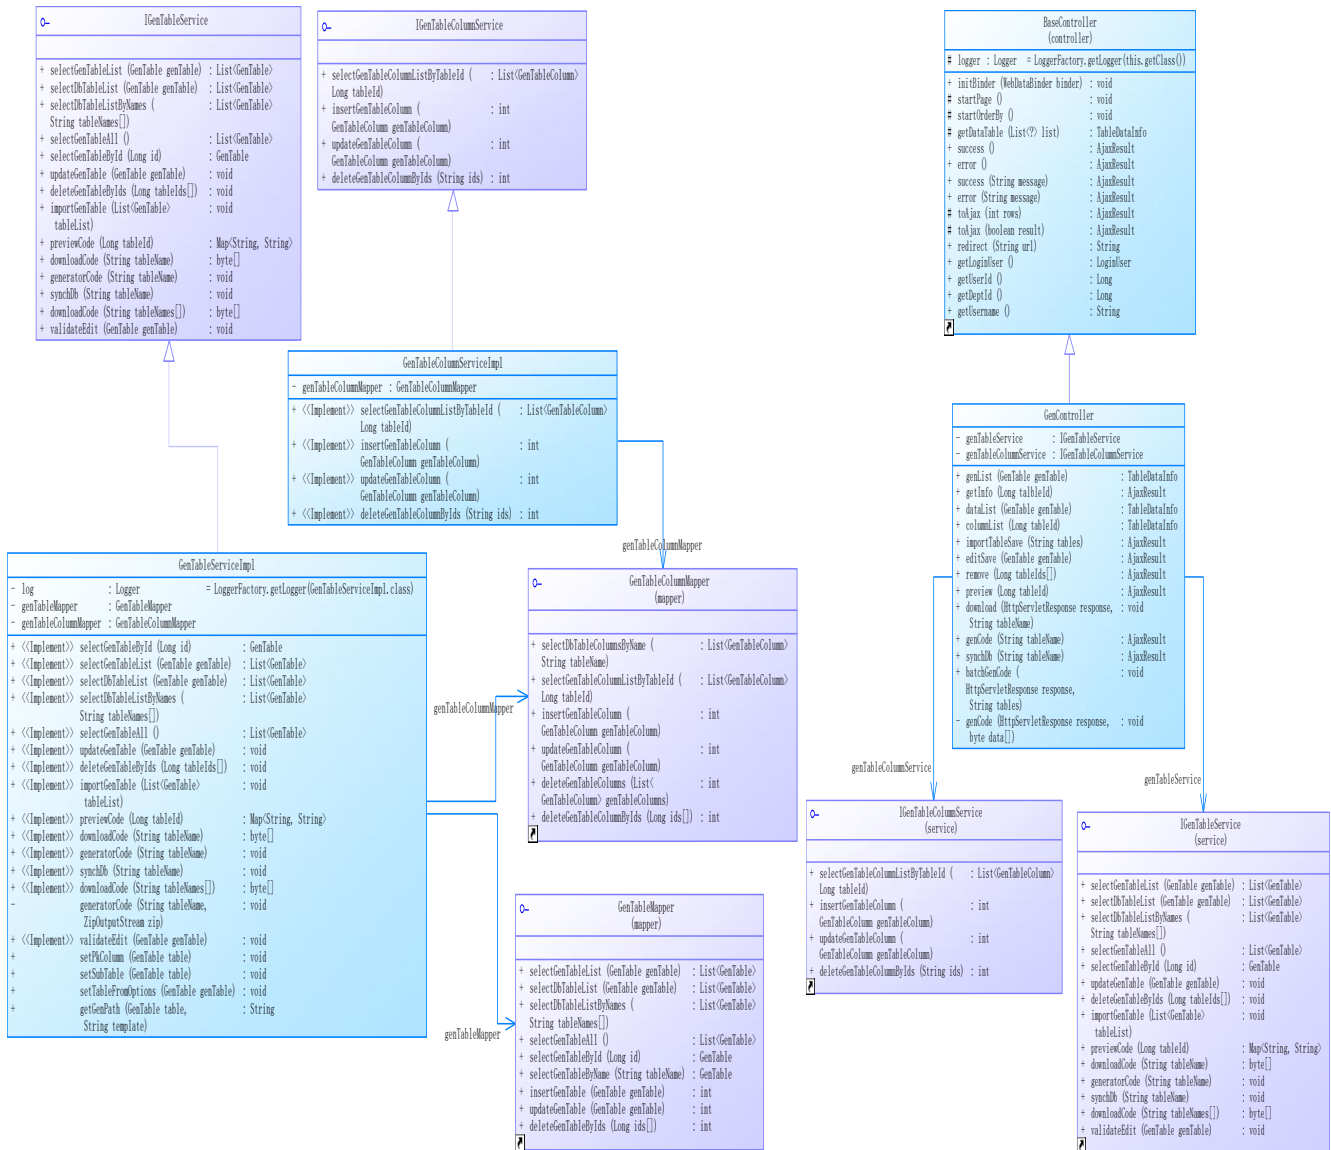 IGenTableService
+ selectGenTableList (GenTable genTable) : List<GenTable>
+ selectDbTableList (GenTable genTable) : List<GenTable>
+ selectDbTableListByNames ( : List<GenTable>
String tableNames[])
+ selectGenTableAll () : List<GenTable>
+ selectGenTableById (Long id) : GenTable
+ updateGenTable (GenTable genTable) : void
+ deleteGenTableByIds (Long tableIds[]) : void
+ importGenTable (List<GenTable> : void
tableList)
+ previewCode (Long tableId) : Map<String, String>
+ downloadCode (String tableName) : byte[]
+ generatorCode (String tableName) : void
+ synchDb (String tableName) : void
+ downloadCode (String tableNames[]) : byte[]
+ validateEdit (GenTable genTable) : void
IGenTableColumnService
+ selectGenTableColumnListByTableId ( : List<GenTableColumn>
Long tableId)
+ insertGenTableColumn ( : int
GenTableColumn genTableColumn)
+ updateGenTableColumn ( : int
GenTableColumn genTableColumn)
+ deleteGenTableColumnByIds (String ids) : int
BaseController
(controller)
# logger : Logger = LoggerFactory.getLogger(this.getClass())
+ initBinder (WebDataBinder binder) : void
# startPage () : void
# startOrderBy () : void
# getDataTable (List<?> list) : TableDataInfo
+ success () : AjaxResult
+ error () : AjaxResult
+ success (String message) : AjaxResult
+ error (String message) : AjaxResult
# toAjax (int rows) : AjaxResult
# toAjax (boolean result) : AjaxResult
+ redirect (String url) : String
+ getLoginUser () : LoginUser
+ getUserId () : Long
+ getDeptId () : Long
+ getUsername () : String
GenTableColumnServiceImpl
- genTableColumnMapper : GenTableColumnMapper
+ <<Implement>> selectGenTableColumnListByTableId ( : List<GenTableColumn>
Long tableId)
+ <<Implement>> insertGenTableColumn ( : int
GenTableColumn genTableColumn)
+ <<Implement>> updateGenTableColumn ( : int
GenTableColumn genTableColumn)
+ <<Implement>> deleteGenTableColumnByIds (String ids) : int
GenController
- genTableService : IGenTableService
- genTableColumnService : IGenTableColumnService
+ genList (GenTable genTable) : TableDataInfo
+ getInfo (Long talbleId) : AjaxResult
+ dataList (GenTable genTable) : TableDataInfo
+ columnList (Long tableId) : TableDataInfo
+ importTableSave (String tables) : AjaxResult
+ editSave (GenTable genTable) : AjaxResult
+ remove (Long tableIds[]) : AjaxResult
+ preview (Long tableId) : AjaxResult
+ download (HttpServletResponse response, : void
String tableName)
+ genCode (String tableName) : AjaxResult
+ synchDb (String tableName) : AjaxResult
+ batchGenCode ( : void
HttpServletResponse response,
String tables)
- genCode (HttpServletResponse response, : void
byte data[])
genTableColumnMapper
GenTableServiceImpl
- log : Logger = LoggerFactory.getLogger(GenTableServiceImpl.class)
- genTableMapper : GenTableMapper
- genTableColumnMapper : GenTableColumnMapper
+ <<Implement>> selectGenTableById (Long id) : GenTable
+ <<Implement>> selectGenTableList (GenTable genTable) : List<GenTable>
+ <<Implement>> selectDbTableList (GenTable genTable) : List<GenTable>
+ <<Implement>> selectDbTableListByNames ( : List<GenTable>
String tableNames[])
+ <<Implement>> selectGenTableAll () : List<GenTable>
+ <<Implement>> updateGenTable (GenTable genTable) : void
+ <<Implement>> deleteGenTableByIds (Long tableIds[]) : void
+ <<Implement>> importGenTable (List<GenTable> : void
tableList)
+ <<Implement>> previewCode (Long tableId) : Map<String, String>
+ <<Implement>> downloadCode (String tableName) : byte[]
+ <<Implement>> generatorCode (String tableName) : void
+ <<Implement>> synchDb (String tableName) : void
+ <<Implement>> downloadCode (String tableNames[]) : byte[]
- generatorCode (String tableName, : void
ZipOutputStream zip)
+ <<Implement>> validateEdit (GenTable genTable) : void
+ setPkColumn (GenTable table) : void
+ setSubTable (GenTable table) : void
+ setTableFromOptions (GenTable genTable) : void
+ getGenPath (GenTable table, : String
String template)
genTableColumnMapper
genTableMapper
GenTableColumnMapper
(mapper)
+ selectDbTableColumnsByName ( : List<GenTableColumn>
String tableName)
+ selectGenTableColumnListByTableId ( : List<GenTableColumn>
Long tableId)
+ insertGenTableColumn ( : int
GenTableColumn genTableColumn)
+ updateGenTableColumn ( : int
GenTableColumn genTableColumn)
+ deleteGenTableColumns (List< : int
GenTableColumn> genTableColumns)
+ deleteGenTableColumnByIds (Long ids[]) : int
GenTableMapper
(mapper)
+ selectGenTableList (GenTable genTable) : List<GenTable>
+ selectDbTableList (GenTable genTable) : List<GenTable>
+ selectDbTableListByNames ( : List<GenTable>
String tableNames[])
+ selectGenTableAll () : List<GenTable>
+ selectGenTableById (Long id) : GenTable
+ selectGenTableByName (String tableName) : GenTable
+ insertGenTable (GenTable genTable) : int
+ updateGenTable (GenTable genTable) : int
+ deleteGenTableByIds (Long ids[]) : int
genTableColumnService
genTableService
IGenTableColumnService
(service)
+ selectGenTableColumnListByTableId ( : List<GenTableColumn>
Long tableId)
+ insertGenTableColumn ( : int
GenTableColumn genTableColumn)
+ updateGenTableColumn ( : int
GenTableColumn genTableColumn)
+ deleteGenTableColumnByIds (String ids) : int
IGenTableService
(service)
+ selectGenTableList (GenTable genTable) : List<GenTable>
+ selectDbTableList (GenTable genTable) : List<GenTable>
+ selectDbTableListByNames ( : List<GenTable>
String tableNames[])
+ selectGenTableAll () : List<GenTable>
+ selectGenTableById (Long id) : GenTable
+ updateGenTable (GenTable genTable) : void
+ deleteGenTableByIds (Long tableIds[]) : void
+ importGenTable (List<GenTable> : void
tableList)
+ previewCode (Long tableId) : Map<String, String>
+ downloadCode (String tableName) : byte[]
+ generatorCode (String tableName) : void
+ synchDb (String tableName) : void
+ downloadCode (String tableNames[]) : byte[]
+ validateEdit (GenTable genTable) : void